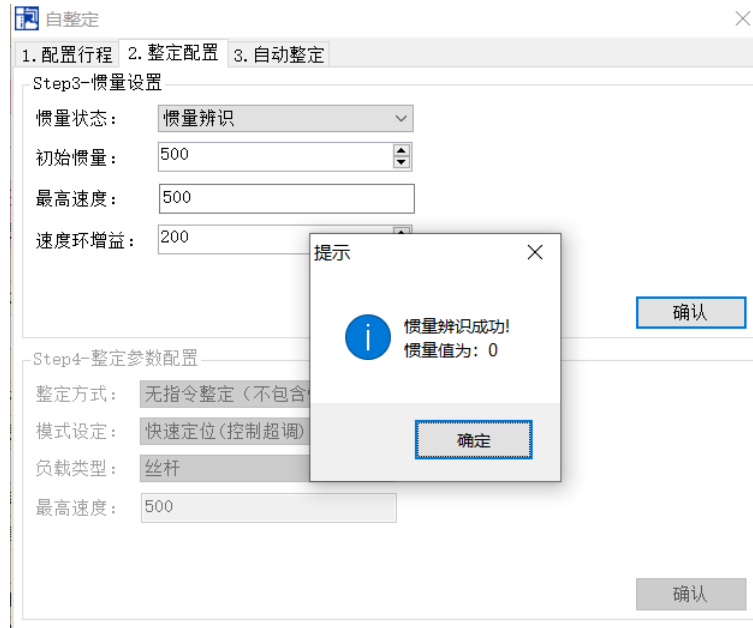 自整定
1.配置行程 2.整定配置 3.自动整定
Step3-惯量设置
惯量状态： 惯量辨识
初始惯量： 500
最高速度： 500
速度环增益： 200
提示
惯量辨识成功!
惯量值为：0
确定
确认
Step4-整定参数配置
整定方式： 无指令整定（不包含
模式设定： 快速定位(控制超调)
负载类型： 丝杆
最高速度： 500
确认